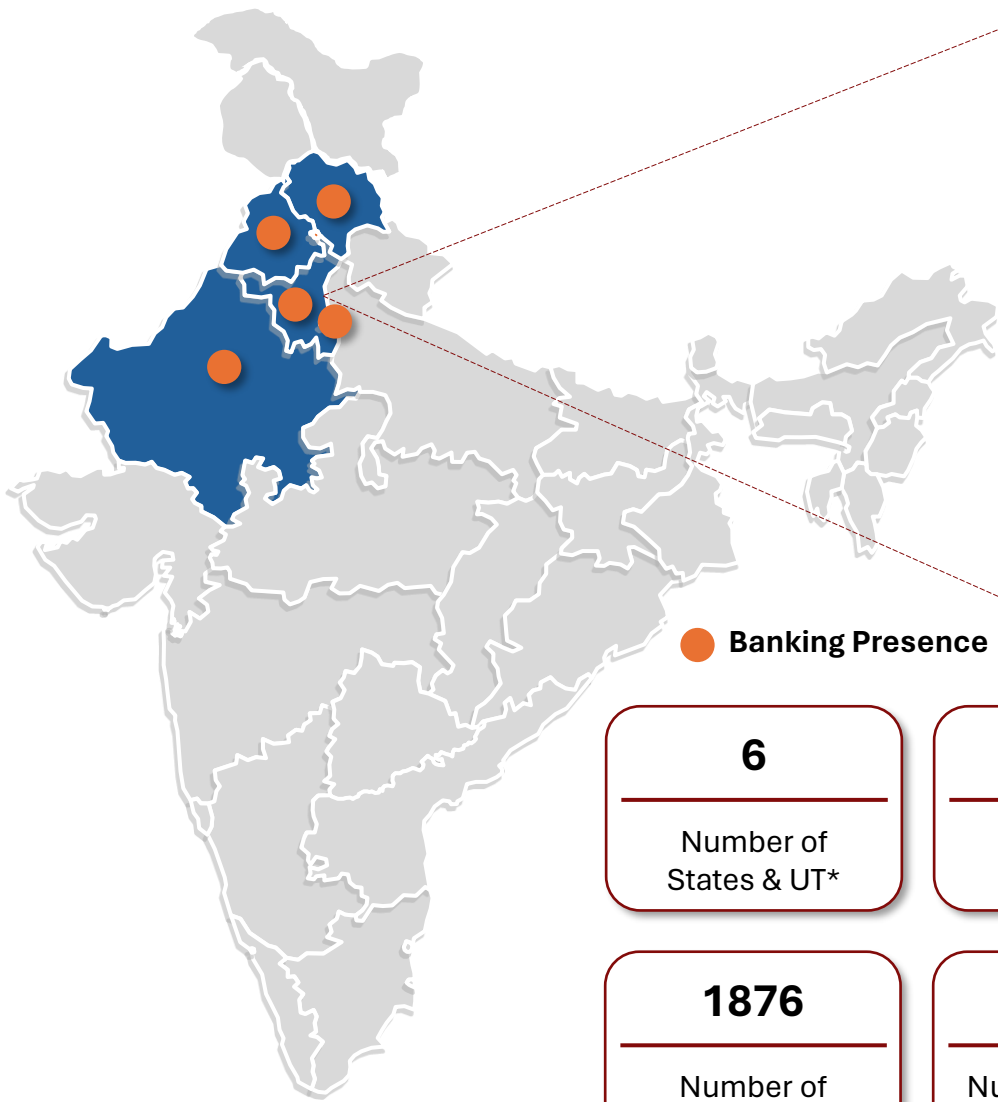 Banking Presence
6
Number of
States & UT*
1876
Number of